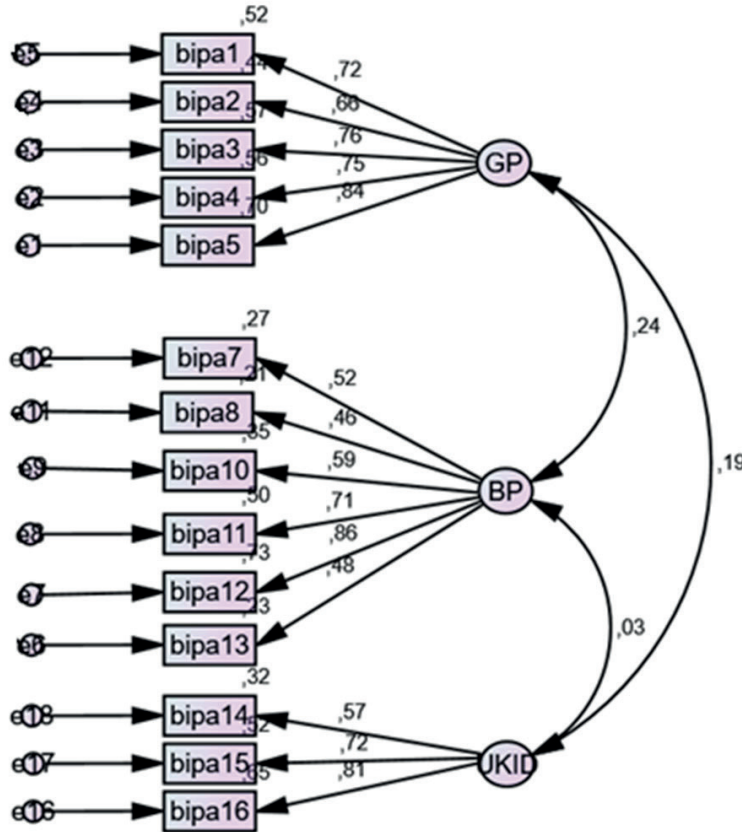 ,52
e5 bipa1 ,72
,44
e4 bipa2 ,66
,57
e3 bipa3 ,76 GP
,56
e2 bipa4 ,75
,70
e1 bipa5 ,84
,24
,27
e12 bipa7 ,52
,21
e11 bipa8 ,46
,35
e9 bipa10 ,59 ,19
,50 BP
e8 bipa11 ,71
,73
e7 bipa12 ,86
,23
e6 bipa13 ,48
,03
,32
e18 bipa14 ,57
,52
e17 bipa15 ,72 UKID
,65
e16 bipa16 ,81